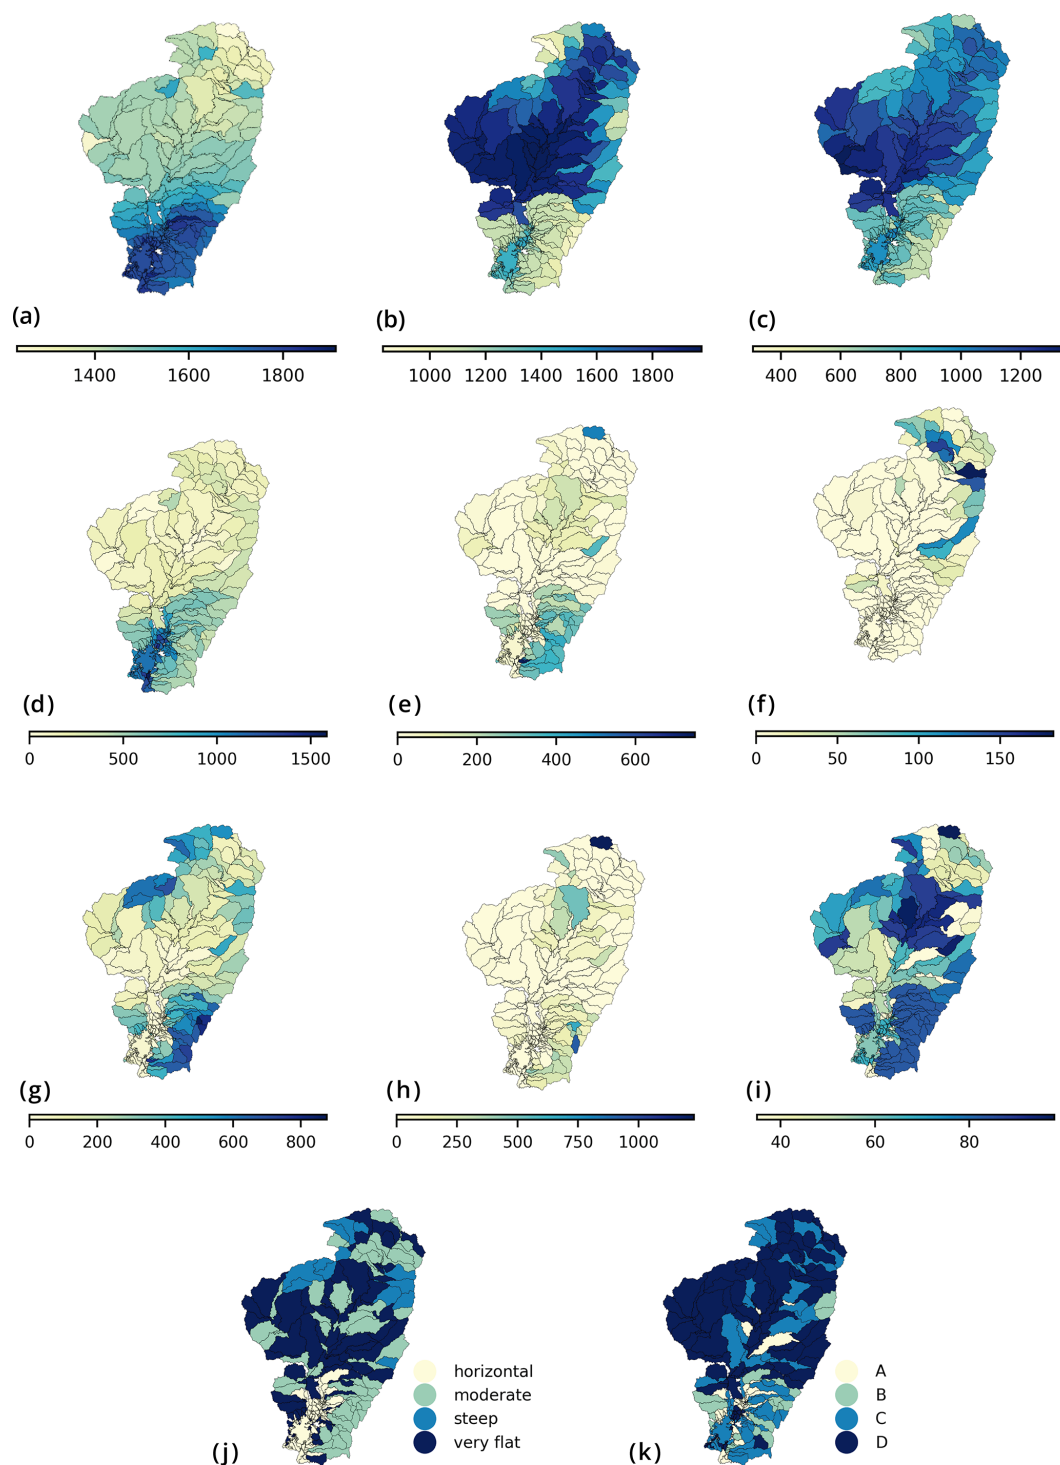 (a) (b) (c)
1400 1600 1800
1000 1200 1400 1600 1800
400 600 800 1000 1200
(d) (e) (f)
0 500 1000 1500
0 200 400 600
0 50 100 150
(g) (h) (i)
0 200 400 600 800
0 250 500 750 1000
40 60 80
horizontal
moderate
steep
very flat
(j)
A
B
C
D
(k)